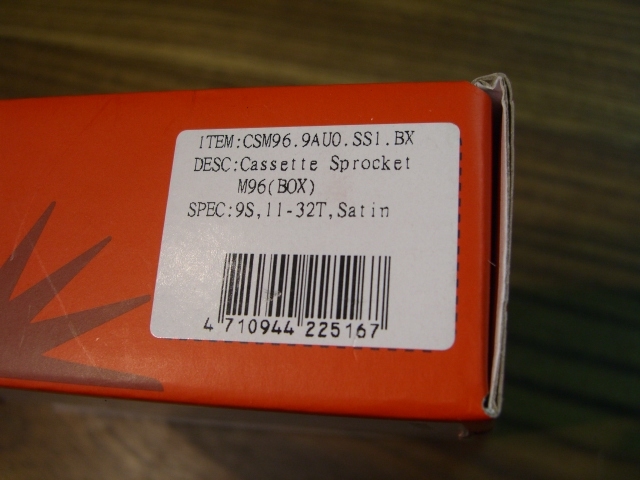 ITEM:CSM96.9AU0.SS1.BX
DESC:Cassette Sprocket
M96(BOX)
SPEC:9S,11-32T,Satin
4 710944 225167